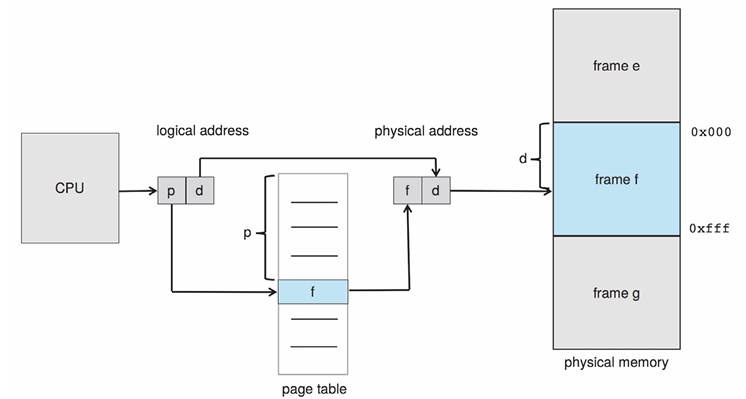 frame e
logical address
physical address
0x000
d
CPU
p d
f d
frame f
p
0xfff
f
frame g
physical memory
page table